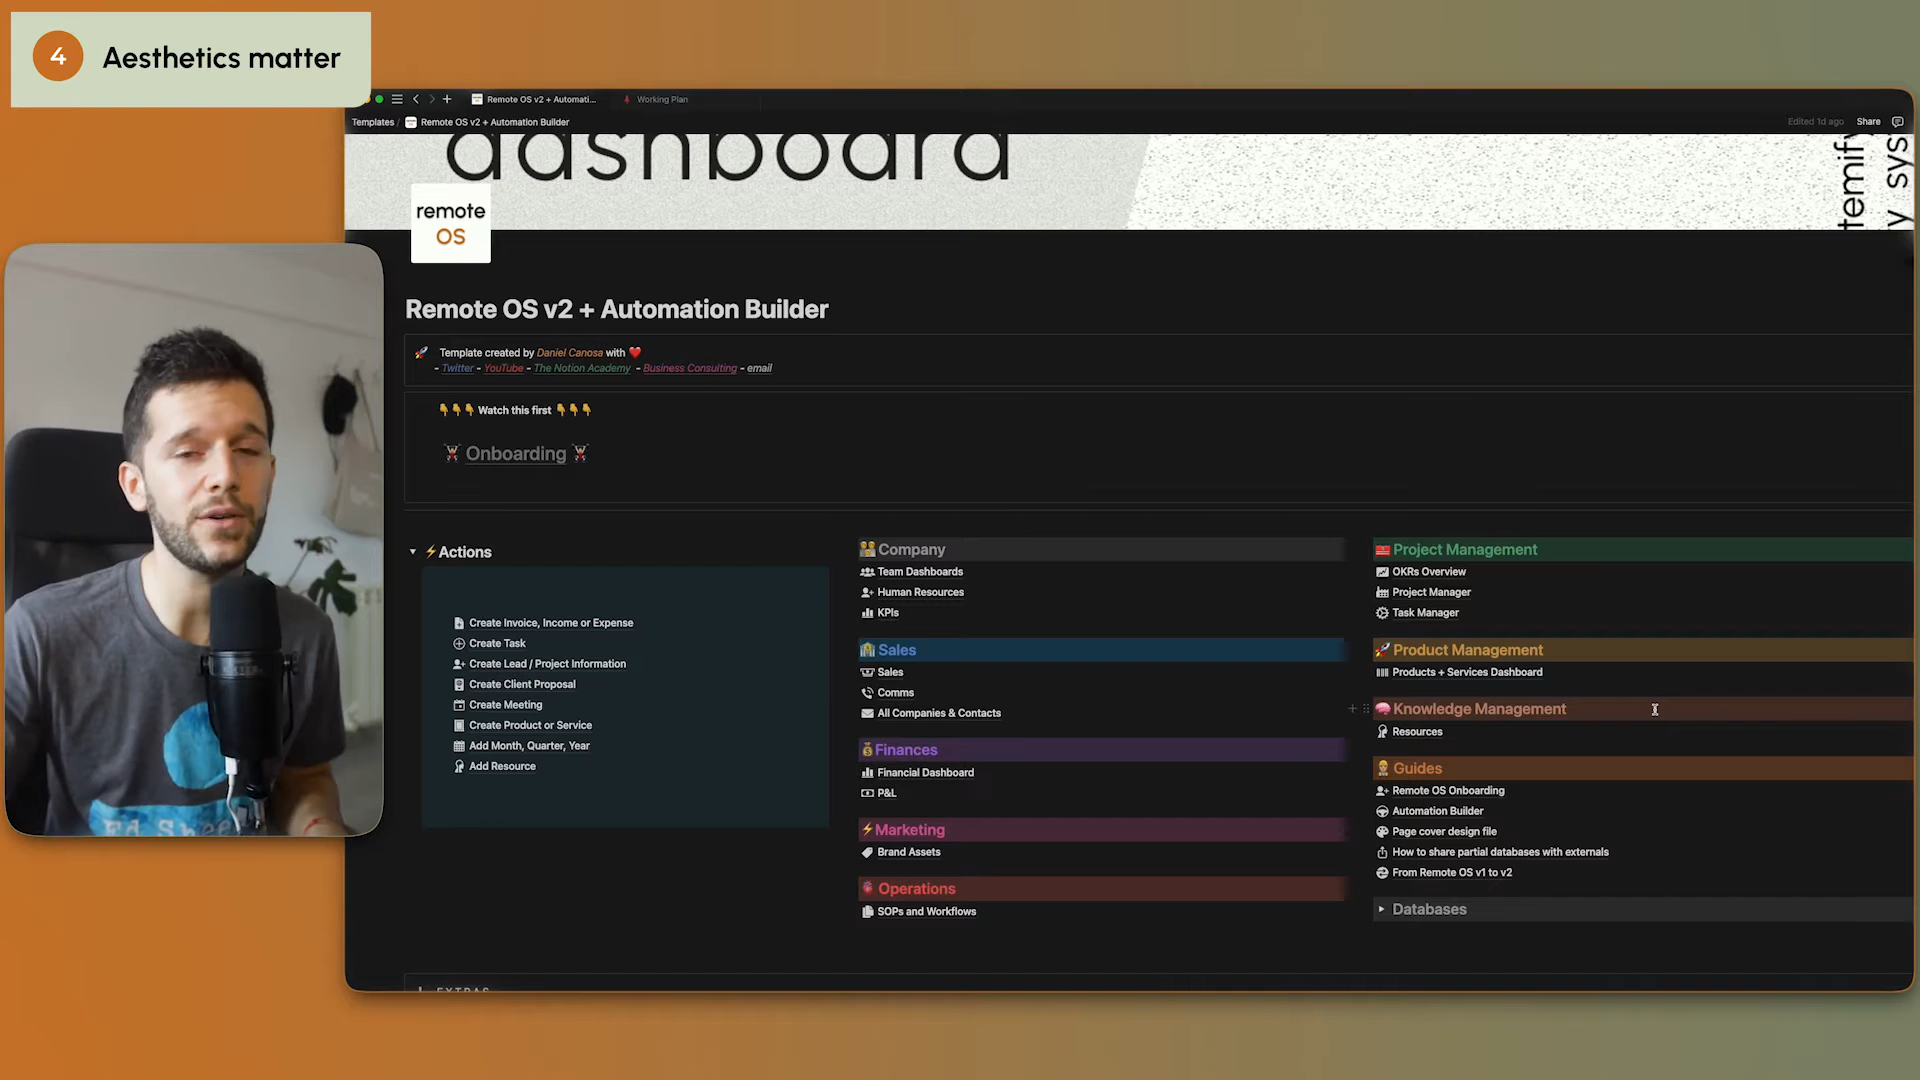 4 Aesthetics matter
Remote OS v2 + Automati... Working Plan
Templates / Remote OS v2 + Automation Builder Edited 1d ago Share
dashboard
remote
OS
Remote OS v2 + Automation Builder
Template created by Daniel Canosa with
- Twitter - YouTube - The Notion Academy - Business Consulting - email
Watch this first
Onboarding
Actions
Create Invoice, Income or Expense
Create Task
Create Lead / Project Information
Create Client Proposal
Create Meeting
Create Product or Service
Add Month, Quarter, Year
Add Resource
Company
Team Dashboards
Human Resources
KPIs
Sales
Sales
Comms
All Companies & Contacts
Finances
Financial Dashboard
P&L
Marketing
Brand Assets
Operations
SOPs and Workflows
Project Management
OKRs Overview
Project Manager
Task Manager
Product Management
Products + Services Dashboard
Knowledge Management
Resources
Guides
Remote OS Onboarding
Automation Builder
Page cover design file
How to share partial databases with externals
From Remote OS v1 to v2
Databases
EXTRAS